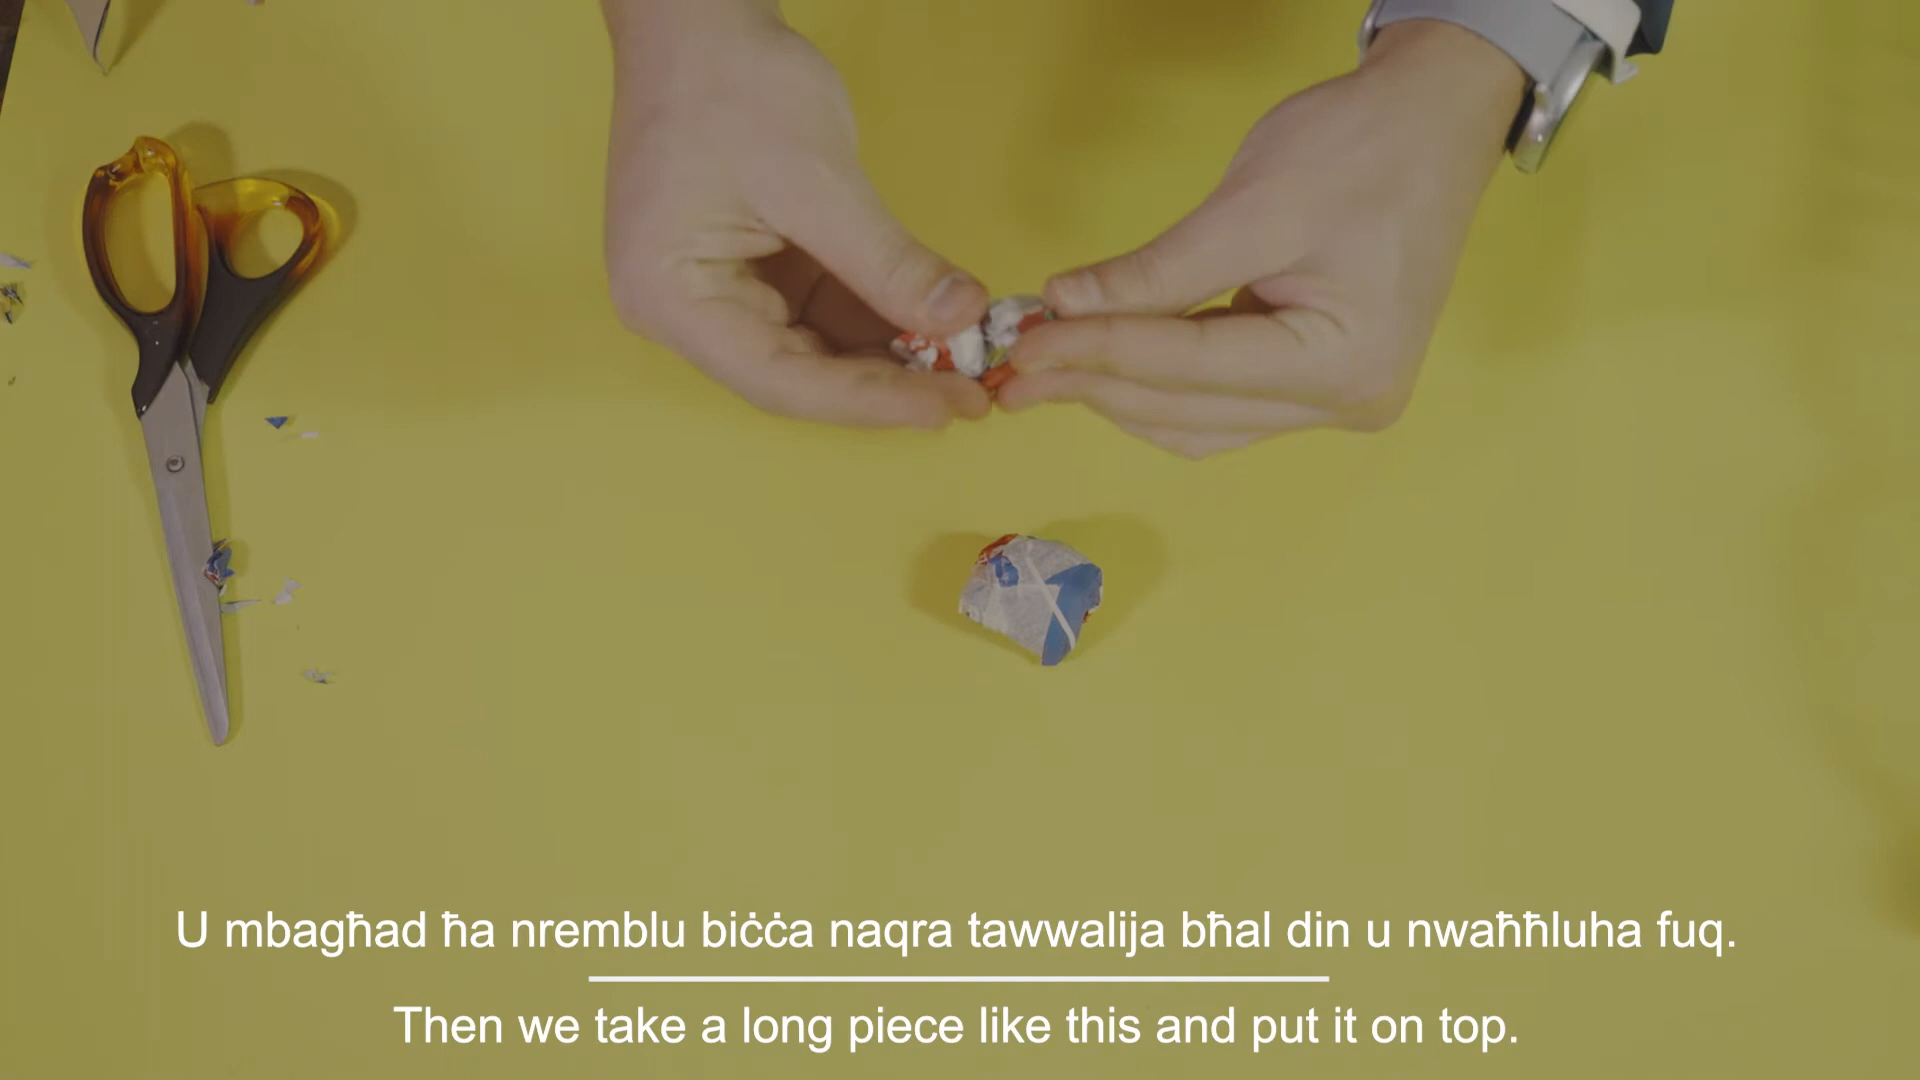 U mbagħad ħa nremblu biċċa naqra tawwalija bħal din u nwaħħluha fuq.
Then we take a long piece like this and put it on top.